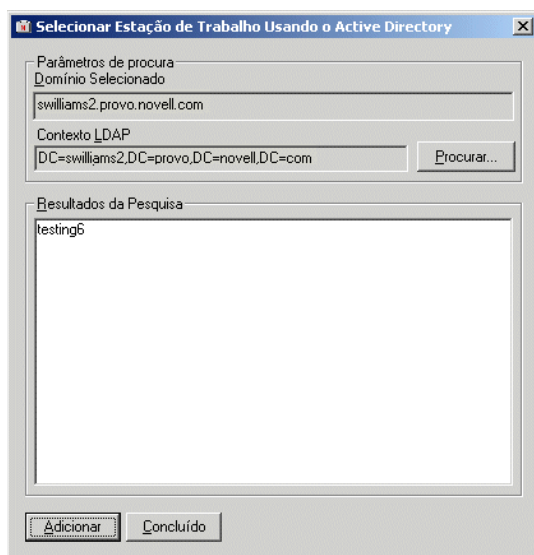 Selecionar Estação de Trabalho Usando o Active Directory
Parâmetros de procura
Domínio Selecionado
swilliams2.provo.novell.com
Contexto LDAP
DC=swilliams2,DC=provo,DC=novell,DC=com
Procurar...
Resultados da Pesquisa
testing6
Adicionar
Concluído